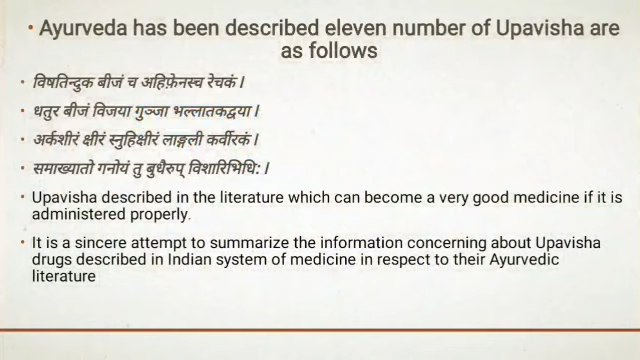 • Ayurveda has been described eleven number of Upavisha are
as follows
• विषतिन्दुक बीजं च अहिफ़ेनस्व रेचकं ।
• धतुर बीजं विजया गुञ्जा भल्लातकद्वया ।
• अर्कशीरं क्षीरं स्नुहिक्षीरं लाङ्गली कर्वीरकं ।
• समाख्यातो गनोयं तु बुधैरुप् विशारिभिधि: ।
• Upavisha described in the literature which can become a very good medicine if it is
administered properly.
• It is a sincere attempt to summarize the information concerning about Upavisha
drugs described in Indian system of medicine in respect to their Ayurvedic
literature